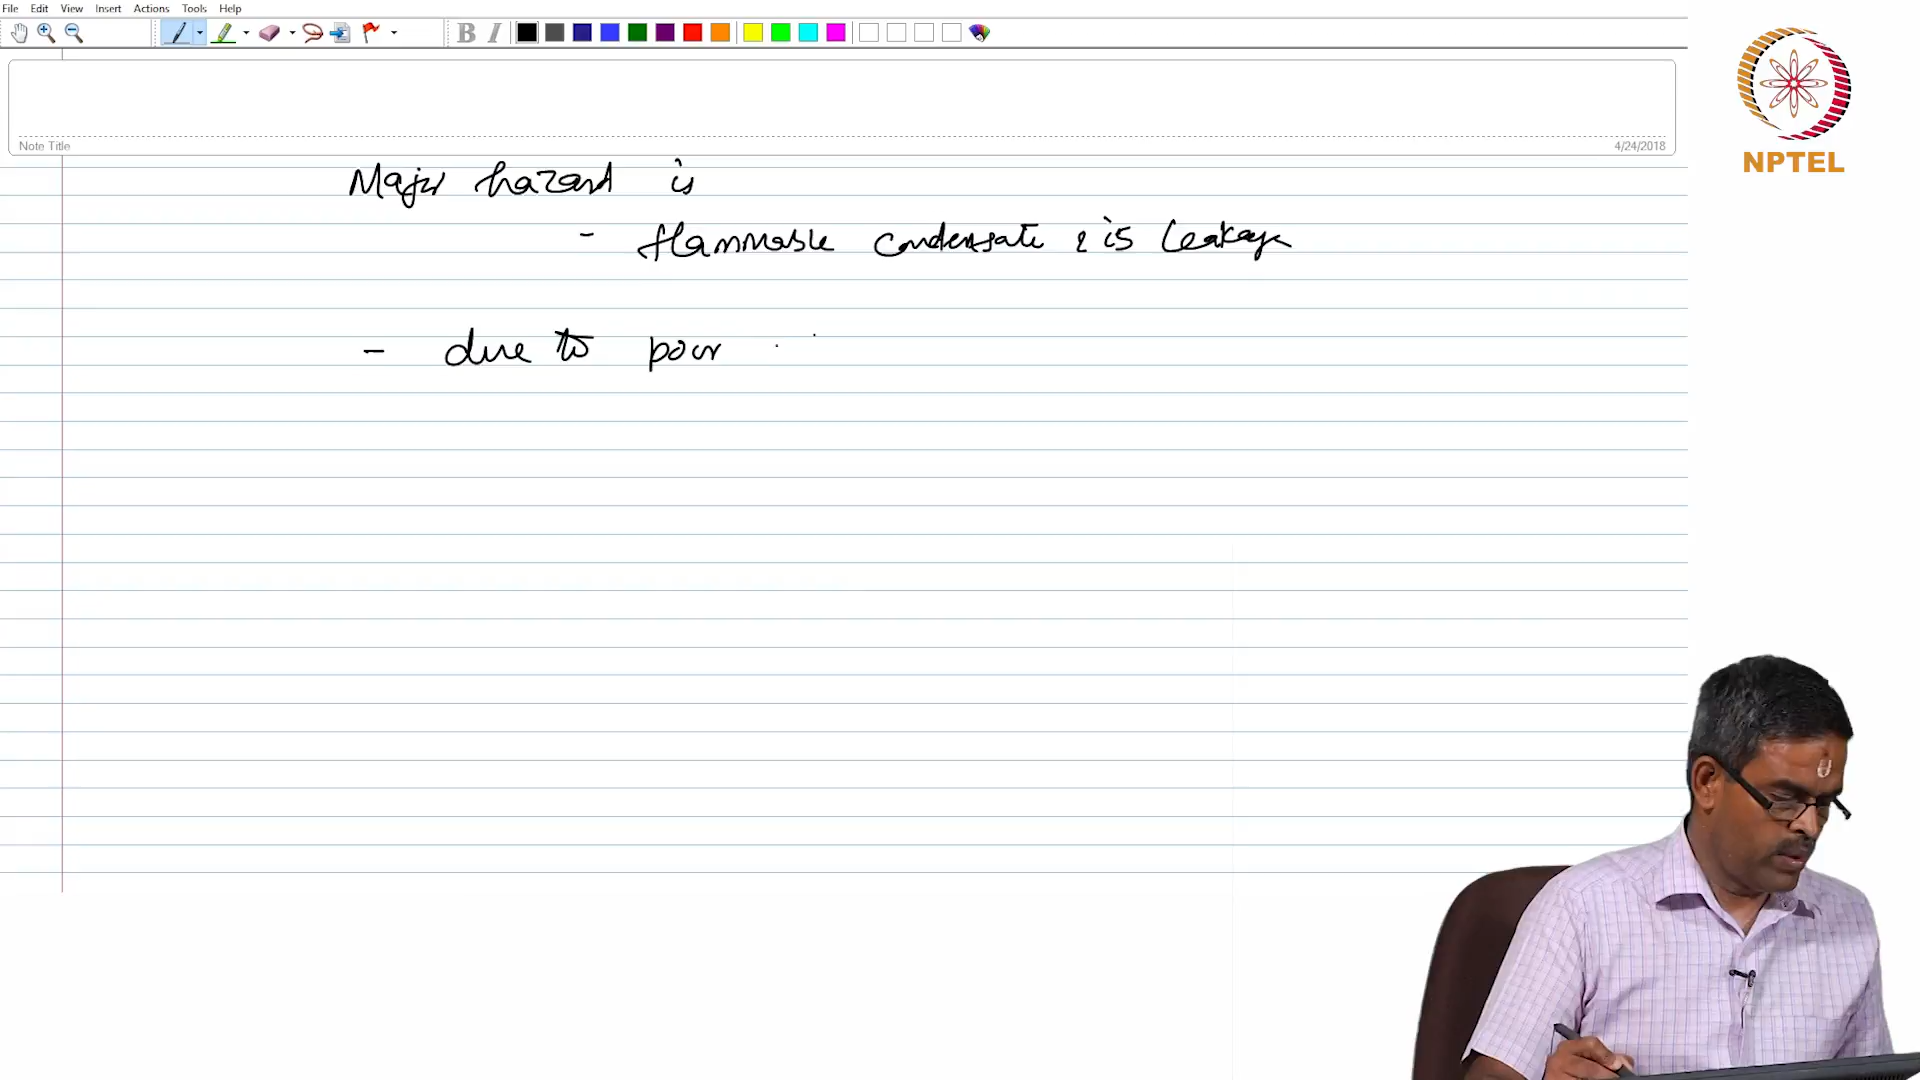 File Edit View Insert Actions Tools Help
B I
Note Title
4/24/2018
NPTEL
Major hazard is
- flammable condensate & is leakage
- due to poor